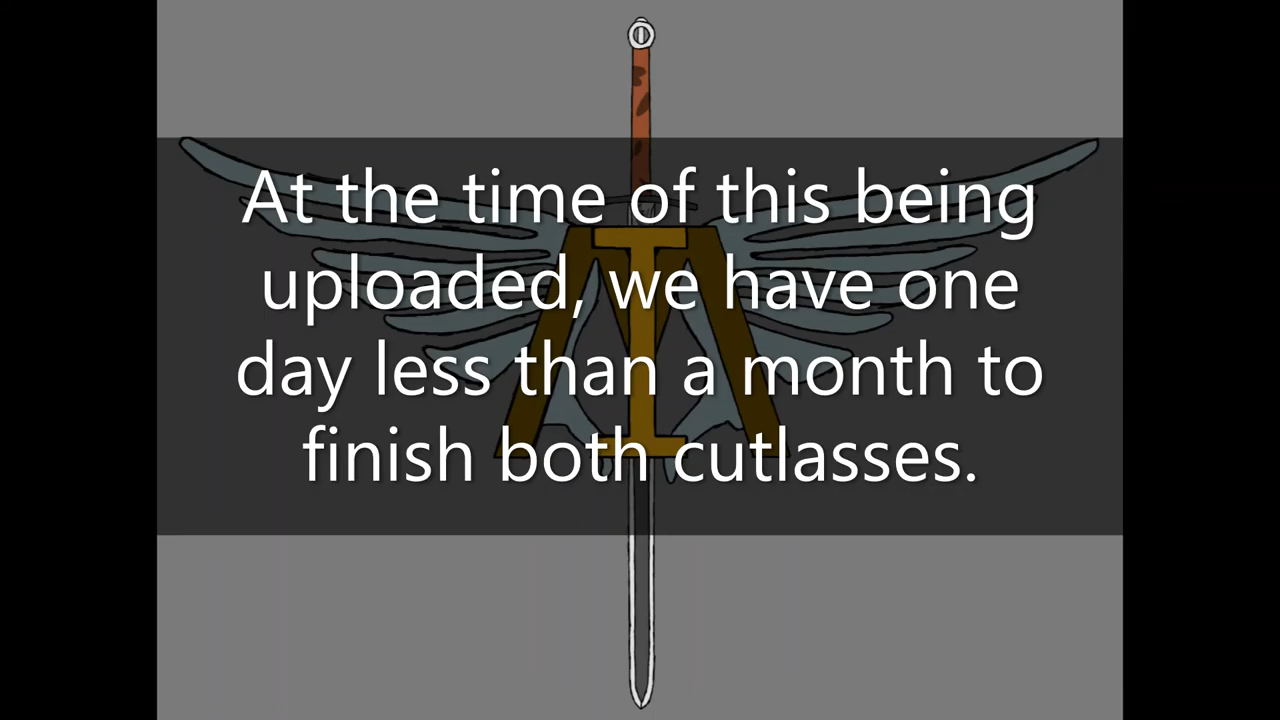 At the time of this being
uploaded, we have one
day less than a month to
finish both cutlasses.